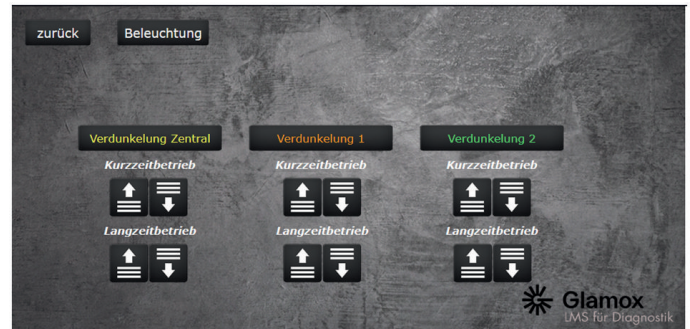 zurück
Beleuchtung
Verdunkelung Zentral
Verdunkelung 1
Verdunkelung 2
Kurzzeitbetrieb
Kurzzeitbetrieb
Kurzzeitbetrieb
Langzeitbetrieb
Langzeitbetrieb
Langzeitbetrieb
Glamox
LMS für Diagnostik